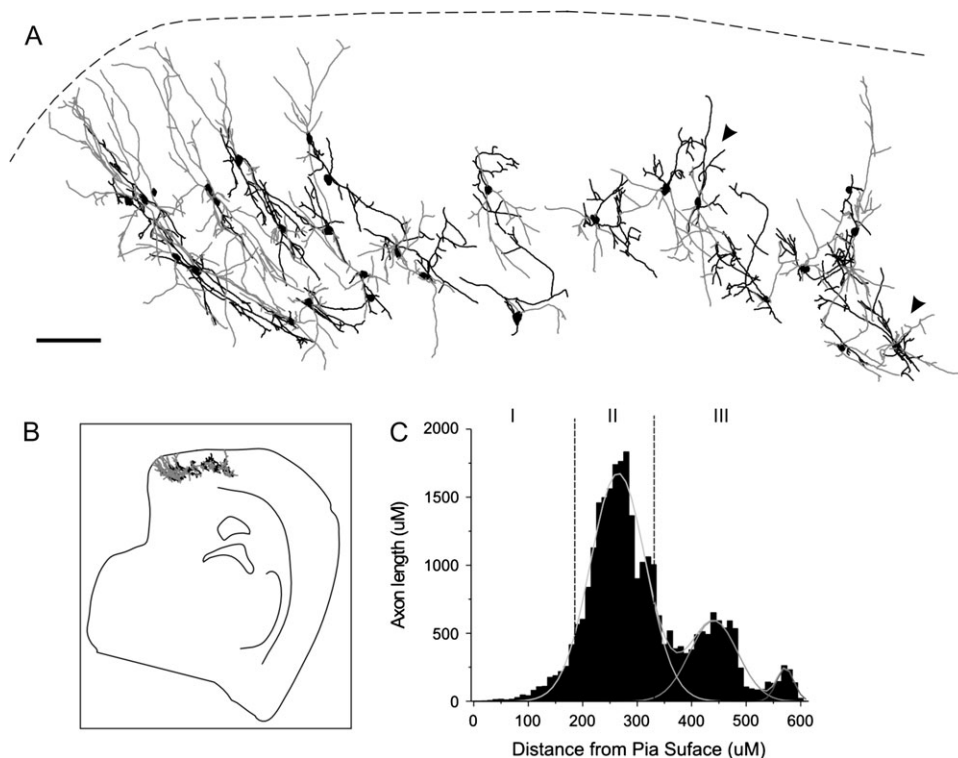 A
B
C
I II III
2000
1500
1000
500
0
Axon length (uM)
0 100 200 300 400 500 600
Distance from Pia Suface (uM)